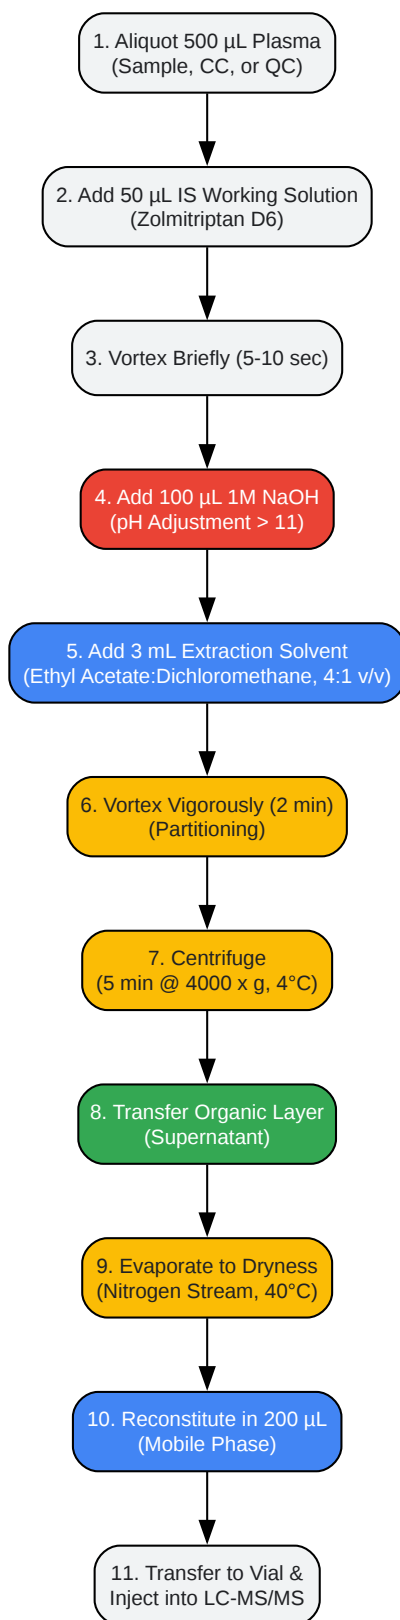 1. Aliquot 500 µL Plasma
(Sample, CC, or QC)
2. Add 50 µL IS Working Solution
(Zolmitriptan D6)
3. Vortex Briefly (5-10 sec)
4. Add 100 µL 1M NaOH
(pH Adjustment > 11)
5. Add 3 mL Extraction Solvent
(Ethyl Acetate:Dichloromethane, 4:1 v/v)
6. Vortex Vigorously (2 min)
(Partitioning)
7. Centrifuge
(5 min @ 4000 x g, 4°C)
8. Transfer Organic Layer
(Supernatant)
9. Evaporate to Dryness
(Nitrogen Stream, 40°C)
10. Reconstitute in 200 µL
(Mobile Phase)
11. Transfer to Vial &
Inject into LC-MS/MS